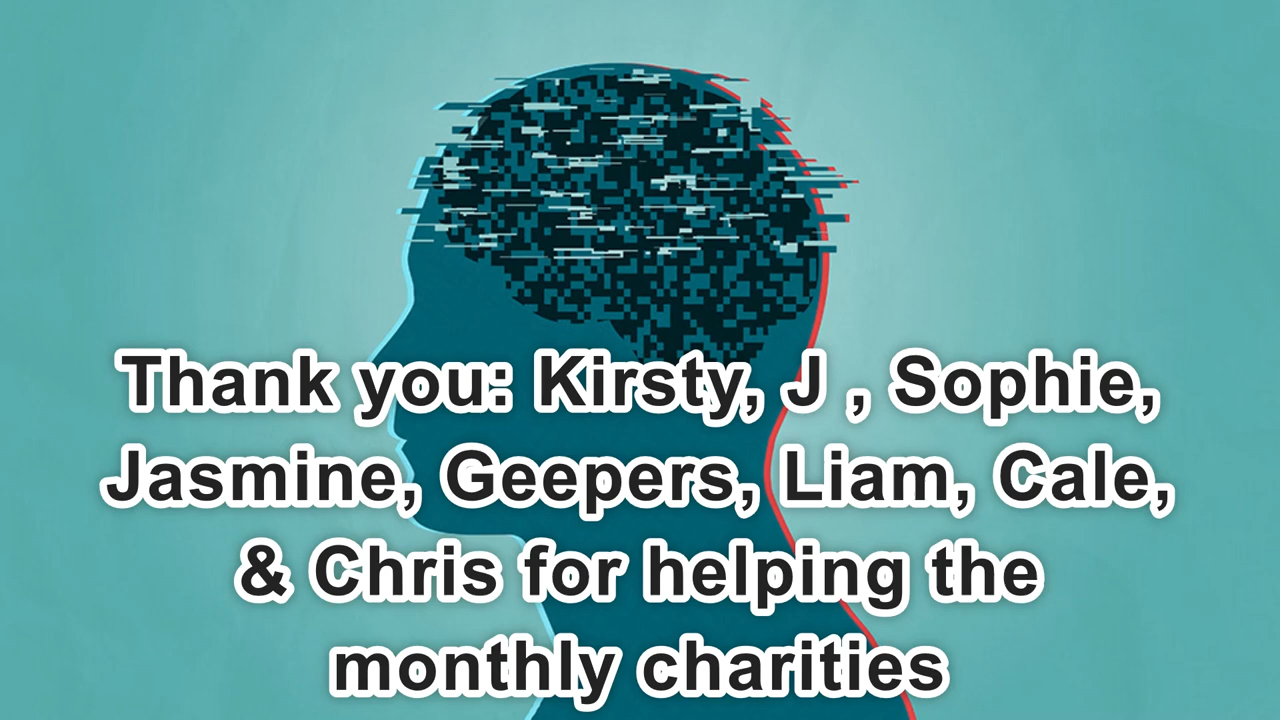 Thank you: Kirsty, J , Sophie,
Jasmine, Geepers, Liam, Cale,
& Chris for helping the
monthly charities